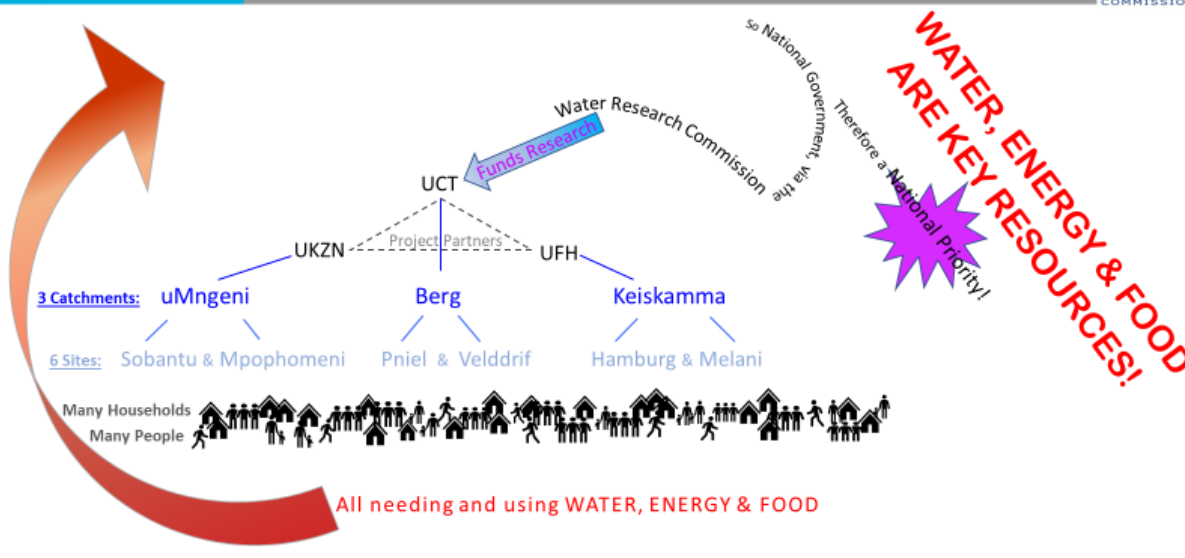 COMMISSIO
WATER, ENERGY & FOOD
ARE KEY RESOURCES!
Therefore a National Priority!
So National Government, via the
Water Research Commission
Funds Research
UCT
UKZN
Project Partners
UFH
3 Catchments: uMngeni Berg Keiskamma
6 Sites: Sobantu & Mpophomeni Pniel & Velddrif Hamburg & Melani
Many Households
Many People
All needing and using WATER, ENERGY & FOOD